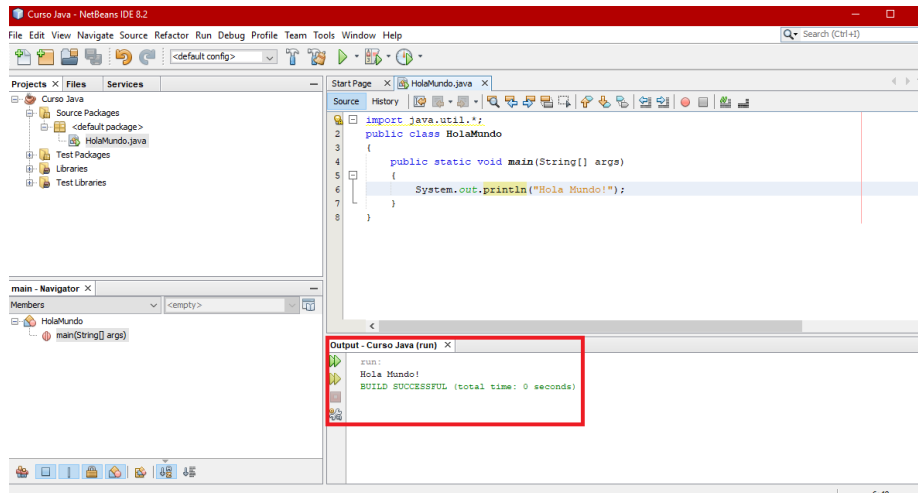 Curso Java - NetBeans IDE 8.2
File Edit View Navigate Source Refactor Run Debug Profile Team Tools Window Help
Search (Ctrl+I)
<default config>
Projects Files Services
Curso Java
Source Packages
<default package>
HolaMundo.java
Test Packages
Libraries
Test Libraries
Start Page HolaMundo.java
Source History
import java.util.*;
2 public class HolaMundo
3 {
4 public static void main(String[] args)
5 {
6 System.out.println("Hola Mundo!");
7 }
8 }
main - Navigator
Members <empty>
HolaMundo
main(String[] args)
Output - Curso Java (run)
run:
Hola Mundo!
BUILD SUCCESSFUL (total time: 0 seconds)